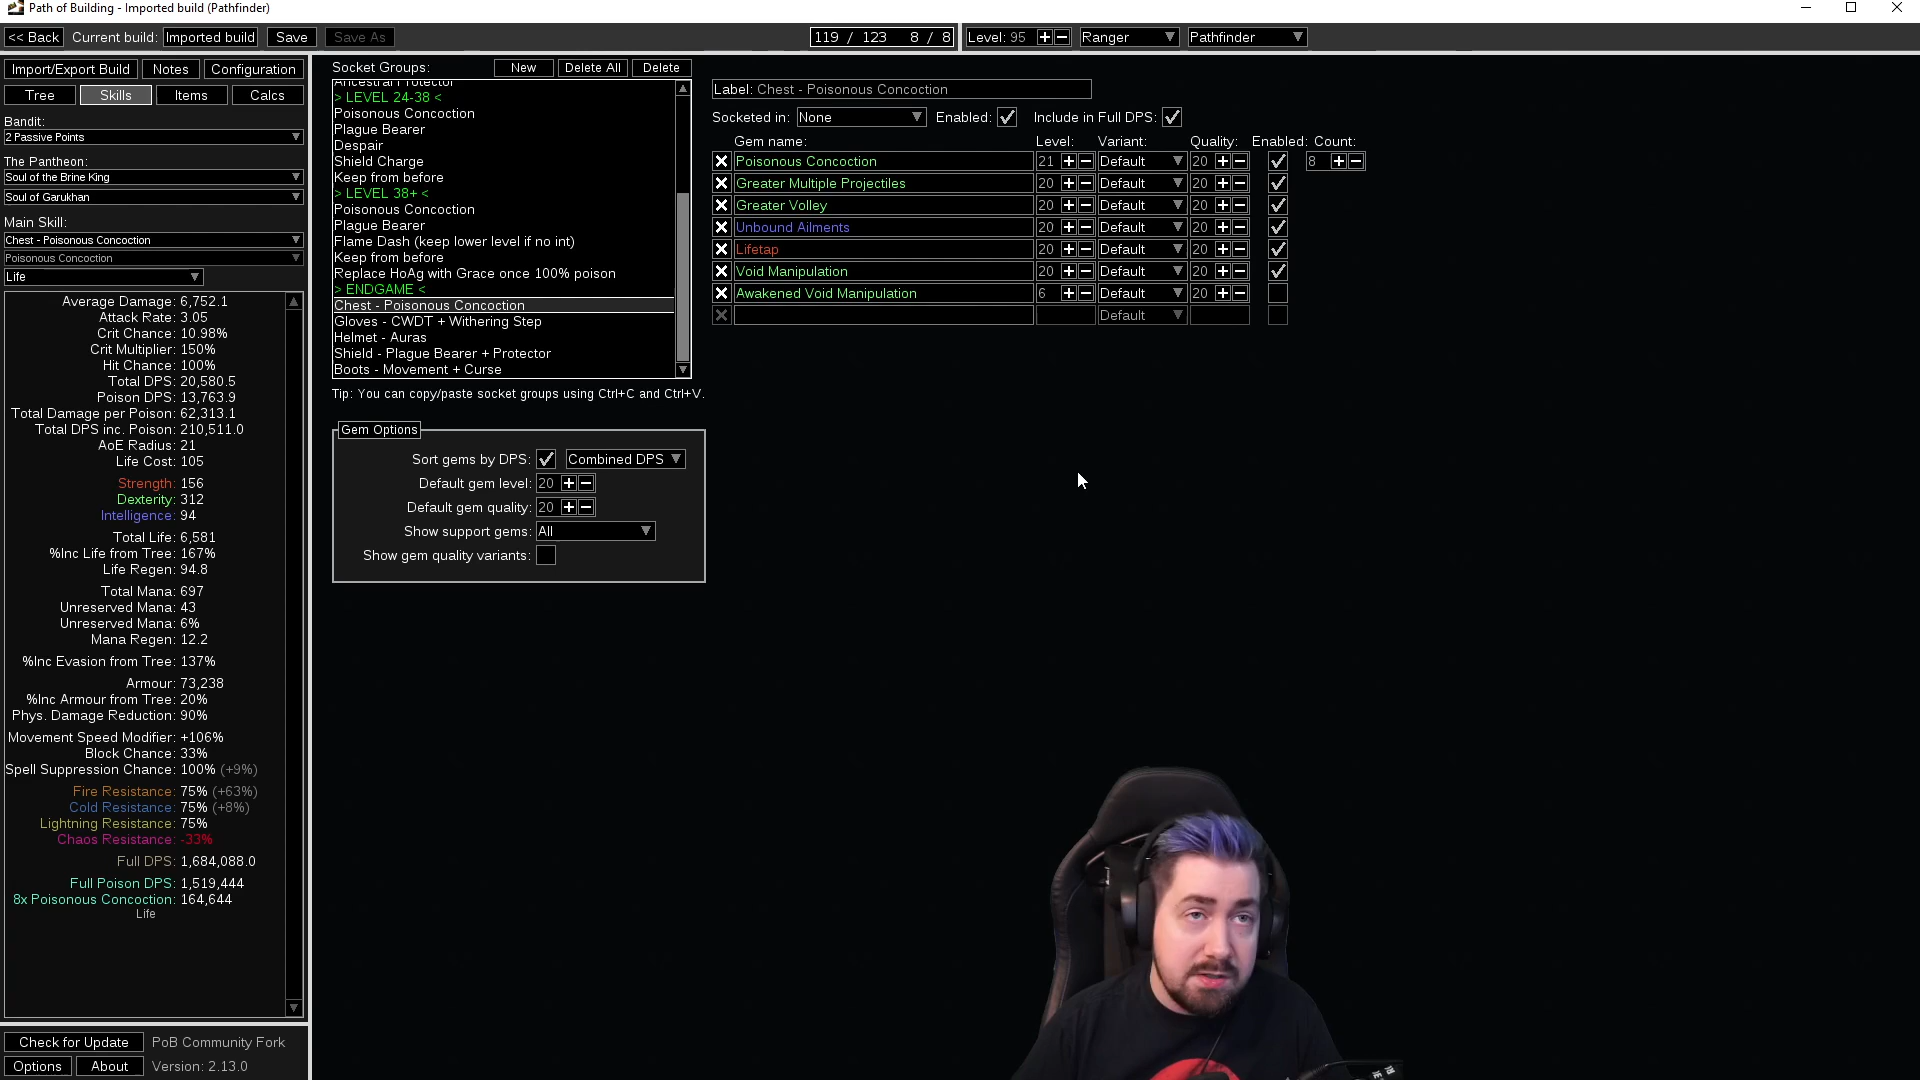 Path of Building - Imported build (Pathfinder)
<< Back Current build: Imported build Save Save As 119 / 123 8 / 8 Level: 95 Ranger Pathfinder
Import/Export Build Notes Configuration
Tree Skills Items Calcs
Bandit:
2 Passive Points
The Pantheon:
Soul of the Brine King
Soul of Garukhan
Main Skill:
Chest - Poisonous Concoction
Poisonous Concoction
Life
Average Damage: 6,752.1
Attack Rate: 3.05
Crit Chance: 10.98%
Crit Multiplier: 150%
Hit Chance: 100%
Total DPS: 20,580.5
Poison DPS: 13,763.9
Total Damage per Poison: 62,313.1
Total DPS inc. Poison: 210,511.0
AoE Radius: 21
Life Cost: 105
Strength: 156
Dexterity: 312
Intelligence: 94
Total Life: 6,581
%Inc Life from Tree: 167%
Life Regen: 94.8
Total Mana: 697
Unreserved Mana: 43
Unreserved Mana: 6%
Mana Regen: 12.2
%Inc Evasion from Tree: 137%
Armour: 73,238
%Inc Armour from Tree: 20%
Phys. Damage Reduction: 90%
Movement Speed Modifier: +106%
Block Chance: 33%
Spell Suppression Chance: 100% (+9%)
Fire Resistance: 75% (+63%)
Cold Resistance: 75% (+8%)
Lightning Resistance: 75%
Chaos Resistance: -33%
Full DPS: 1,684,088.0
Full Poison DPS: 1,519,444
8x Poisonous Concoction: 164,644
Life
Check for Update PoB Community Fork
Options About Version: 2.13.0
Socket Groups: New Delete All Delete
Ancestral Protector
> LEVEL 24-38 <
Poisonous Concoction
Plague Bearer
Despair
Shield Charge
Keep from before
> LEVEL 38+ <
Poisonous Concoction
Plague Bearer
Flame Dash (keep lower level if no int)
Keep from before
Replace HoAg with Grace once 100% poison
> ENDGAME <
Chest - Poisonous Concoction
Gloves - CWDT + Withering Step
Helmet - Auras
Shield - Plague Bearer + Protector
Boots - Movement + Curse
Tip: You can copy/paste socket groups using Ctrl+C and Ctrl+V.
Gem Options
Sort gems by DPS: Combined DPS
Default gem level: 20
Default gem quality: 20
Show support gems: All
Show gem quality variants:
Label: Chest - Poisonous Concoction
Socketed in: None Enabled: Include in Full DPS:
Gem name: Level: Variant: Quality: Enabled: Count:
Poisonous Concoction 21 Default 20 8
Greater Multiple Projectiles 20 Default 20
Greater Volley 20 Default 20
Unbound Ailments 20 Default 20
Lifetap 20 Default 20
Void Manipulation 20 Default 20
Awakened Void Manipulation 6 Default 20
Default